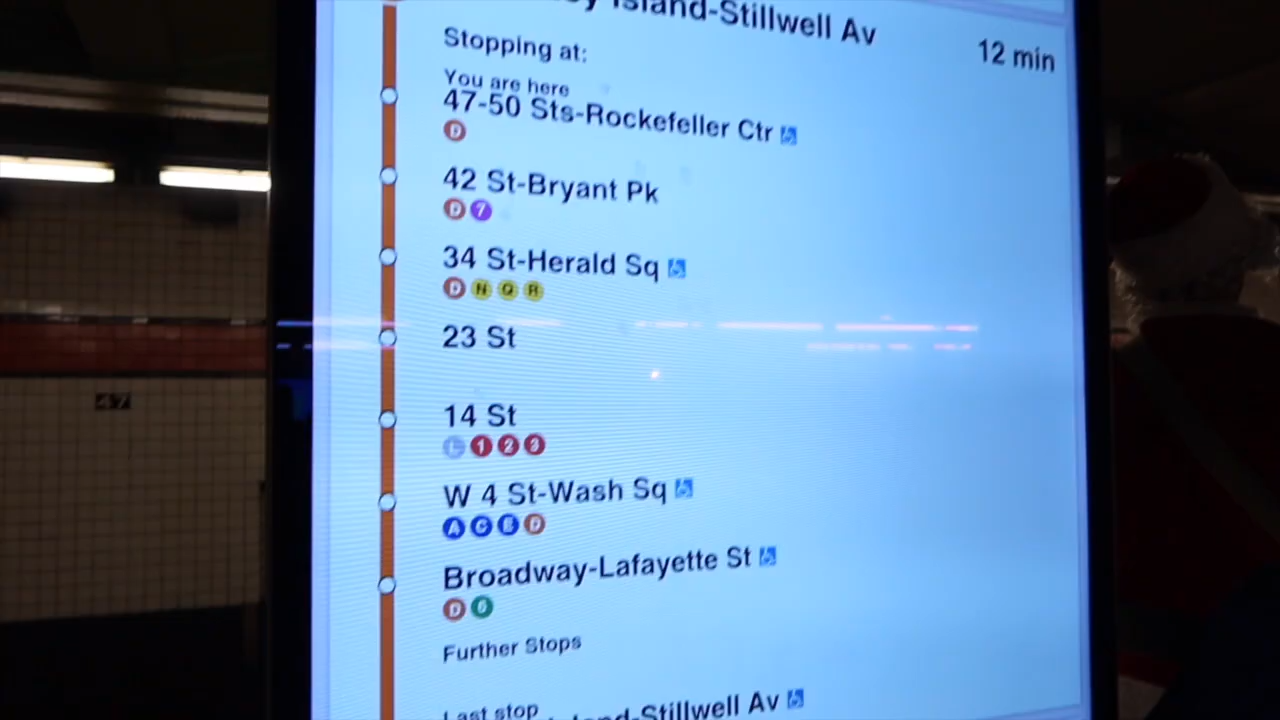 Island-Stillwell Av
12 min
Stopping at:
You are here
47-50 Sts-Rockefeller Ctr
D
42 St-Bryant Pk
D 7
34 St-Herald Sq
D N Q R
23 St
14 St
L 1 2 3
W 4 St-Wash Sq
A C E D
Broadway-Lafayette St
D 6
Further Stops
Last stop
Island-Stillwell Av
47